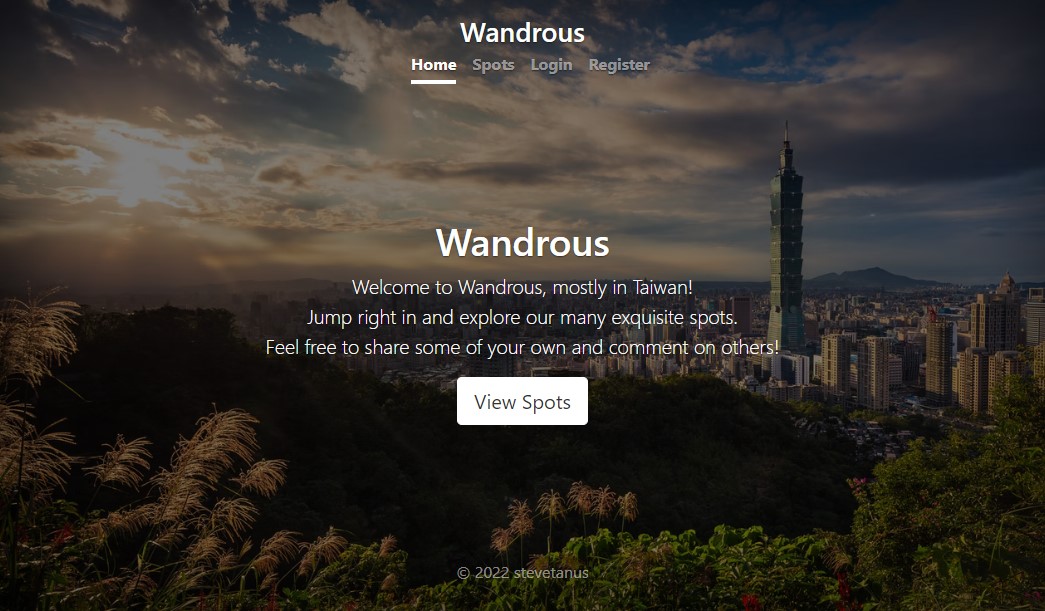 Wandrous
Home Spots Login Register
Wandrous
Welcome to Wandrous, mostly in Taiwan!
Jump right in and explore our many exquisite spots.
Feel free to share some of your own and comment on others!
View Spots
© 2022 stevetanus